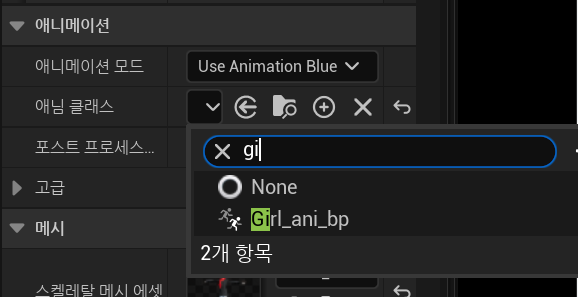 애니메이션
애니메이션 모드
Use Animation Blue
애님 클래스
gi
포스트 프로세스...
None
고급
Girl_ani_bp
메시
2개 항목
스켈레탈 메시 에셋